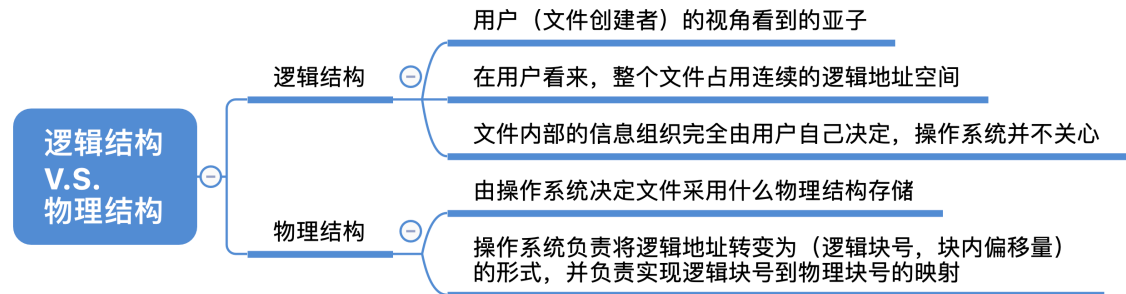 逻辑结构
V.S.
物理结构
逻辑结构
用户（文件创建者）的视角看到的亚子
在用户看来，整个文件占用连续的逻辑地址空间
文件内部的信息组织完全由用户自己决定，操作系统并不关心
物理结构
由操作系统决定文件采用什么物理结构存储
操作系统负责将逻辑地址转变为（逻辑块号，块内偏移量）
的形式，并负责实现逻辑块号到物理块号的映射